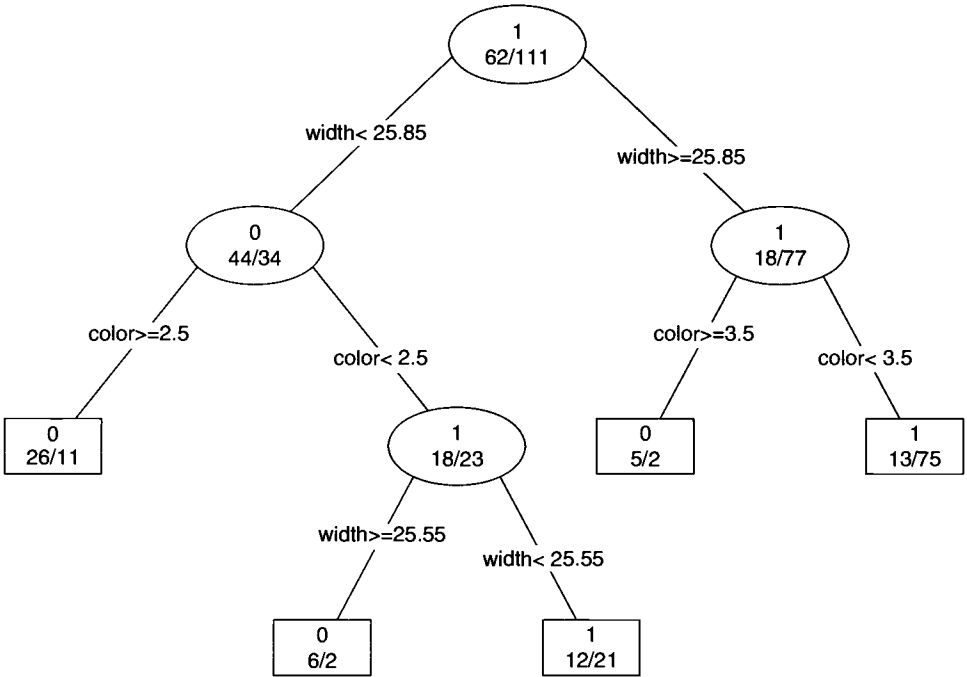 1
62/111
width< 25.85
width>=25.85
0
44/34
1
18/77
color>=2.5
color< 2.5
color>=3.5
color< 3.5
0
26/11
1
18/23
0
5/2
1
13/75
width>=25.55
width< 25.55
0
6/2
1
12/21